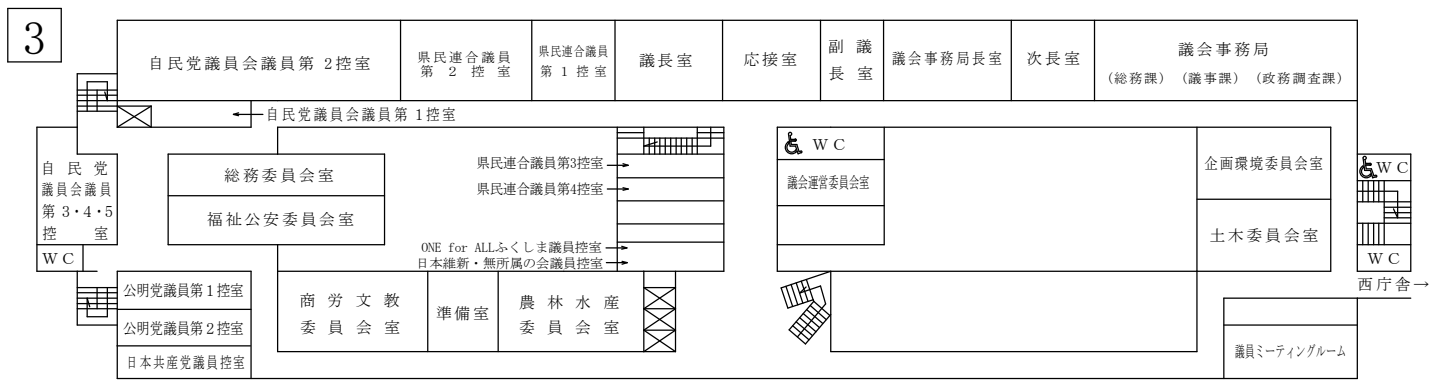 3
自民党議員会議員第 2控室
県民連合議員
第 2 控 室
県民連合議員
第 1 控 室
議長室
応接室
副 議
長 室
議会事務局長室
次長室
議会事務局
(総務課) (議事課) (政務調査課)
←自民党議員会議員第 1控室
自 民 党
議員会議員
第 3・4・5
控 室
WC
総務委員会室
福祉公安委員会室
県民連合議員第3控室→
県民連合議員第4控室→
ONE for ALLふくしま議員控室→
日本維新・無所属の会議員控室→
WC
議会運営委員会室
企画環境委員会室
土木委員会室
WC
WC
西庁舎→
公明党議員第1控室
公明党議員第2控室
日本共産党議員控室
商 労 文 教
委 員 会 室
準備室
農 林 水 産
委 員 会 室
議員ミーティングルーム